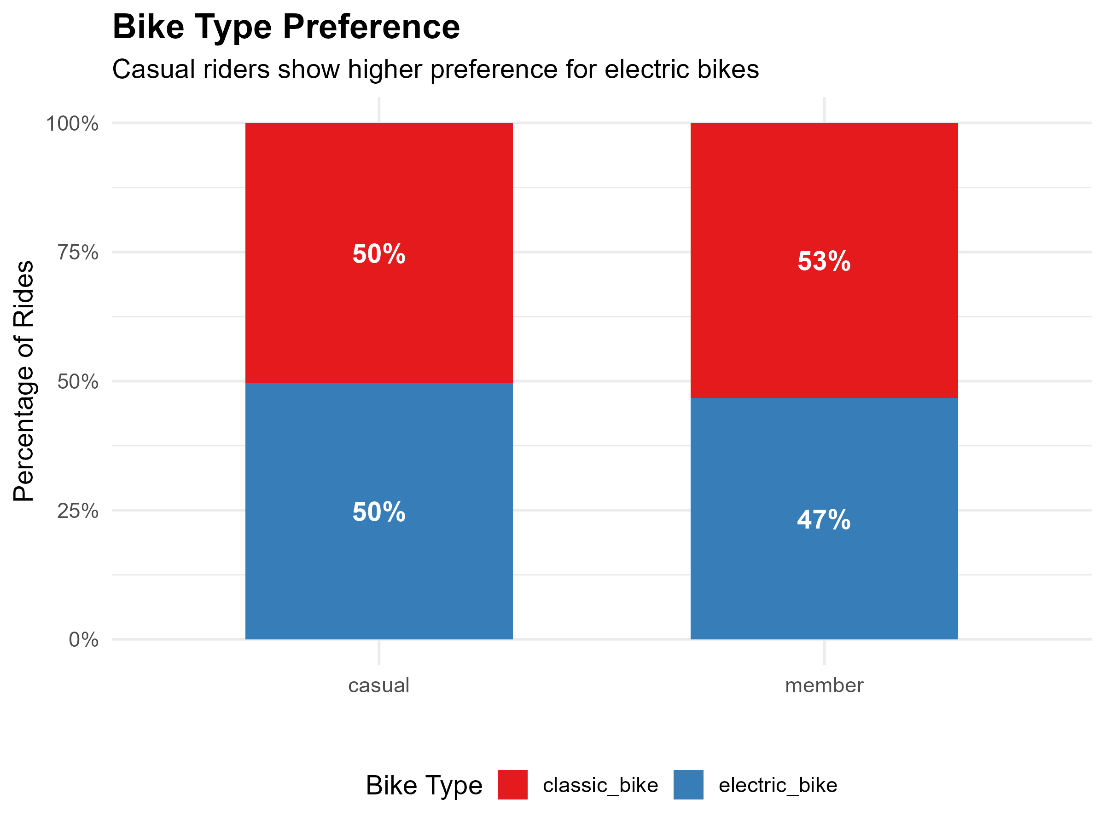 Bike Type Preference
Casual riders show higher preference for electric bikes
Percentage of Rides
100%
75%
50%
25%
0%
50%
53%
50%
47%
casual member
Bike Type classic_bike electric_bike